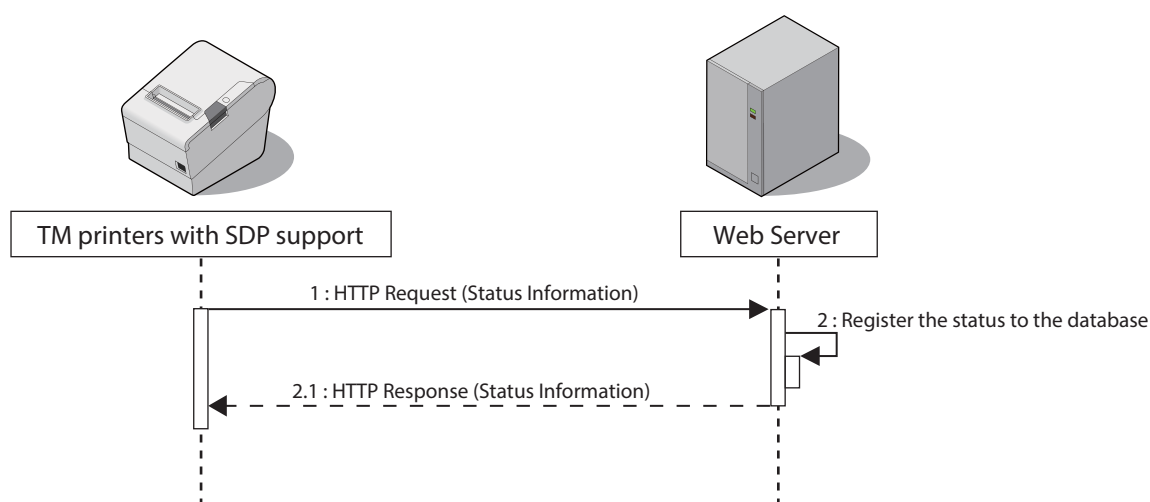 TM printers with SDP support
Web Server
1 : HTTP Request (Status Information)
2 : Register the status to the database
2.1 : HTTP Response (Status Information)